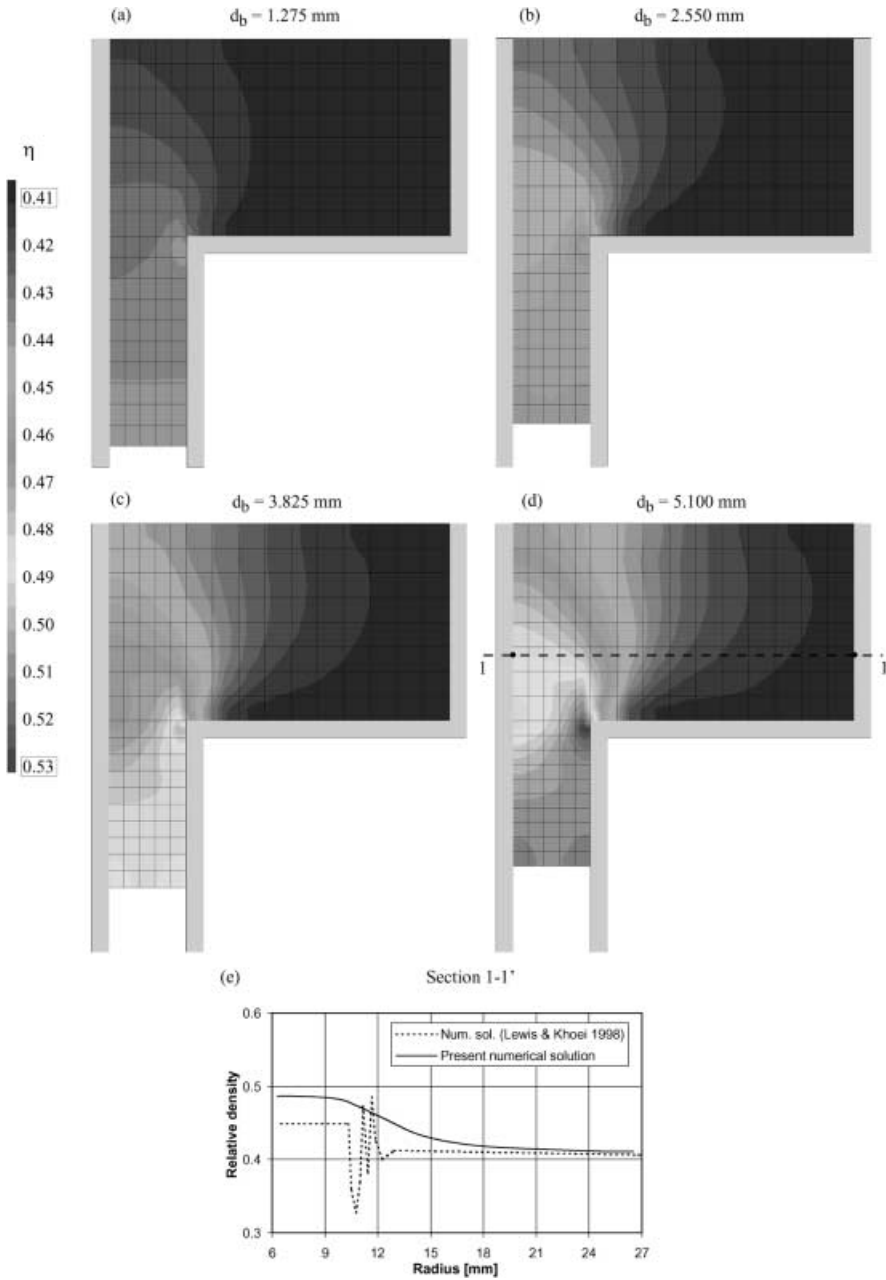 (a) d_b = 1.275 mm
(b) d_b = 2.550 mm
η
0.41
0.42
0.43
0.44
0.45
0.46
0.47
0.48
0.49
0.50
0.51
0.52
0.53
(c) d_b = 3.825 mm
(d) d_b = 5.100 mm
1
(e) Section 1-1’
Relative density
0.6
0.5
0.4
0.3
Num. sol. (Lewis & Khoei 1998)
Present numerical solution
6 9 12 15 18 21 24 27
Radius [mm]